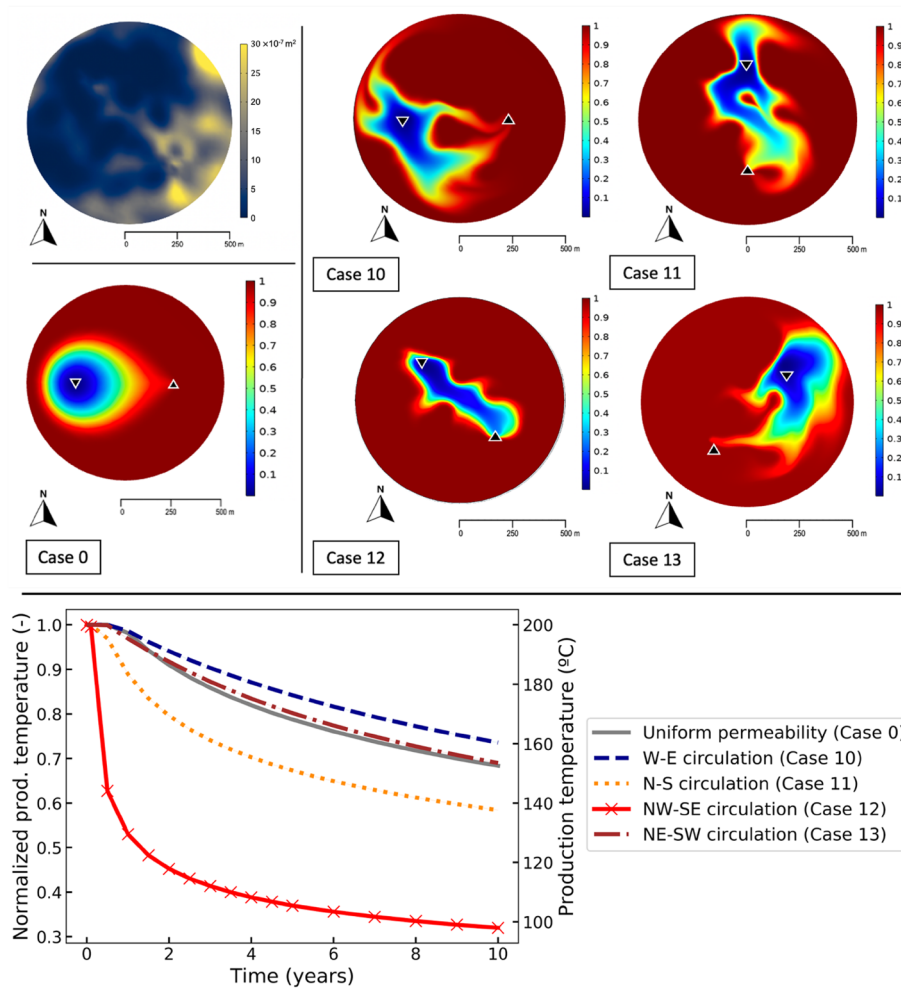 30 ×10⁻⁷ m²
25
20
15
10
5
0
N
0 250 500 m
1
0.9
0.8
0.7
0.6
0.5
0.4
0.3
0.2
0.1
N
0 250 500 m
Case 10
1
0.9
0.8
0.7
0.6
0.5
0.4
0.3
0.2
0.1
N
0 250 500 m
Case 11
1
0.9
0.8
0.7
0.6
0.5
0.4
0.3
0.2
0.1
N
0 250 500 m
Case 0
1
0.9
0.8
0.7
0.6
0.5
0.4
0.3
0.2
0.1
N
0 250 500 m
Case 12
1
0.9
0.8
0.7
0.6
0.5
0.4
0.3
0.2
0.1
N
0 250 500 m
Case 13
Normalized prod. temperature (-)
1.0
0.9
0.8
0.7
0.6
0.5
0.4
0.3
0 2 4 6 8 10
Time (years)
200
180
160
140
120
100
Production temperature (ºC)
Uniform permeability (Case 0)
W-E circulation (Case 10)
N-S circulation (Case 11)
NW-SE circulation (Case 12)
NE-SW circulation (Case 13)